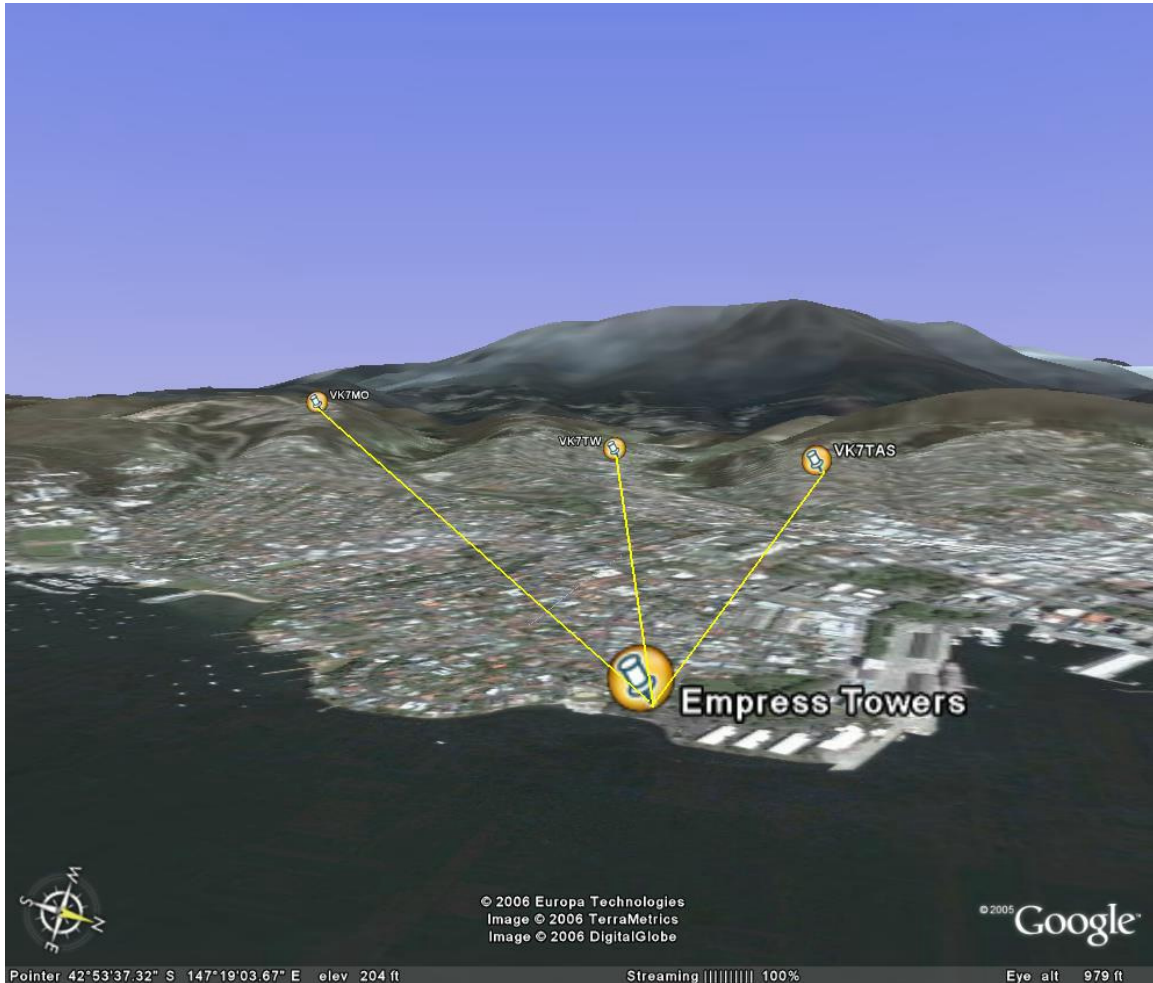 VK7MO
VK7TW
VK7TAS
Empress Towers
W
S
N
E
© 2006 Europa Technologies
Image © 2006 TerraMetrics
Image © 2006 DigitalGlobe
©2005 Google™
Pointer 42°53'37.32" S 147°19'03.67" E elev 204 ft Streaming |||||||||| 100% Eye alt 979 ft